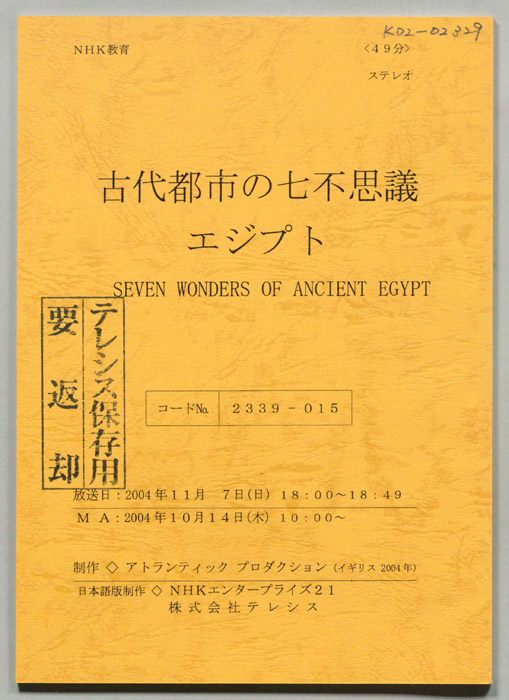 K02-02329
NHK教育 〈49分〉
ステレオ
古代都市の七不思議
エジプト
SEVEN WONDERS OF ANCIENT EGYPT
テレシス保存用
要返却
コードNo. 2339-015
放送日：2004年11月 7日(日) 18:00～18:49
MA：2004年10月14日(木) 10:00～
制作 ◇ アトランティック プロダクション (イギリス 2004年)
日本語版制作 ◇ NHKエンタープライズ21
株式会社テレシス